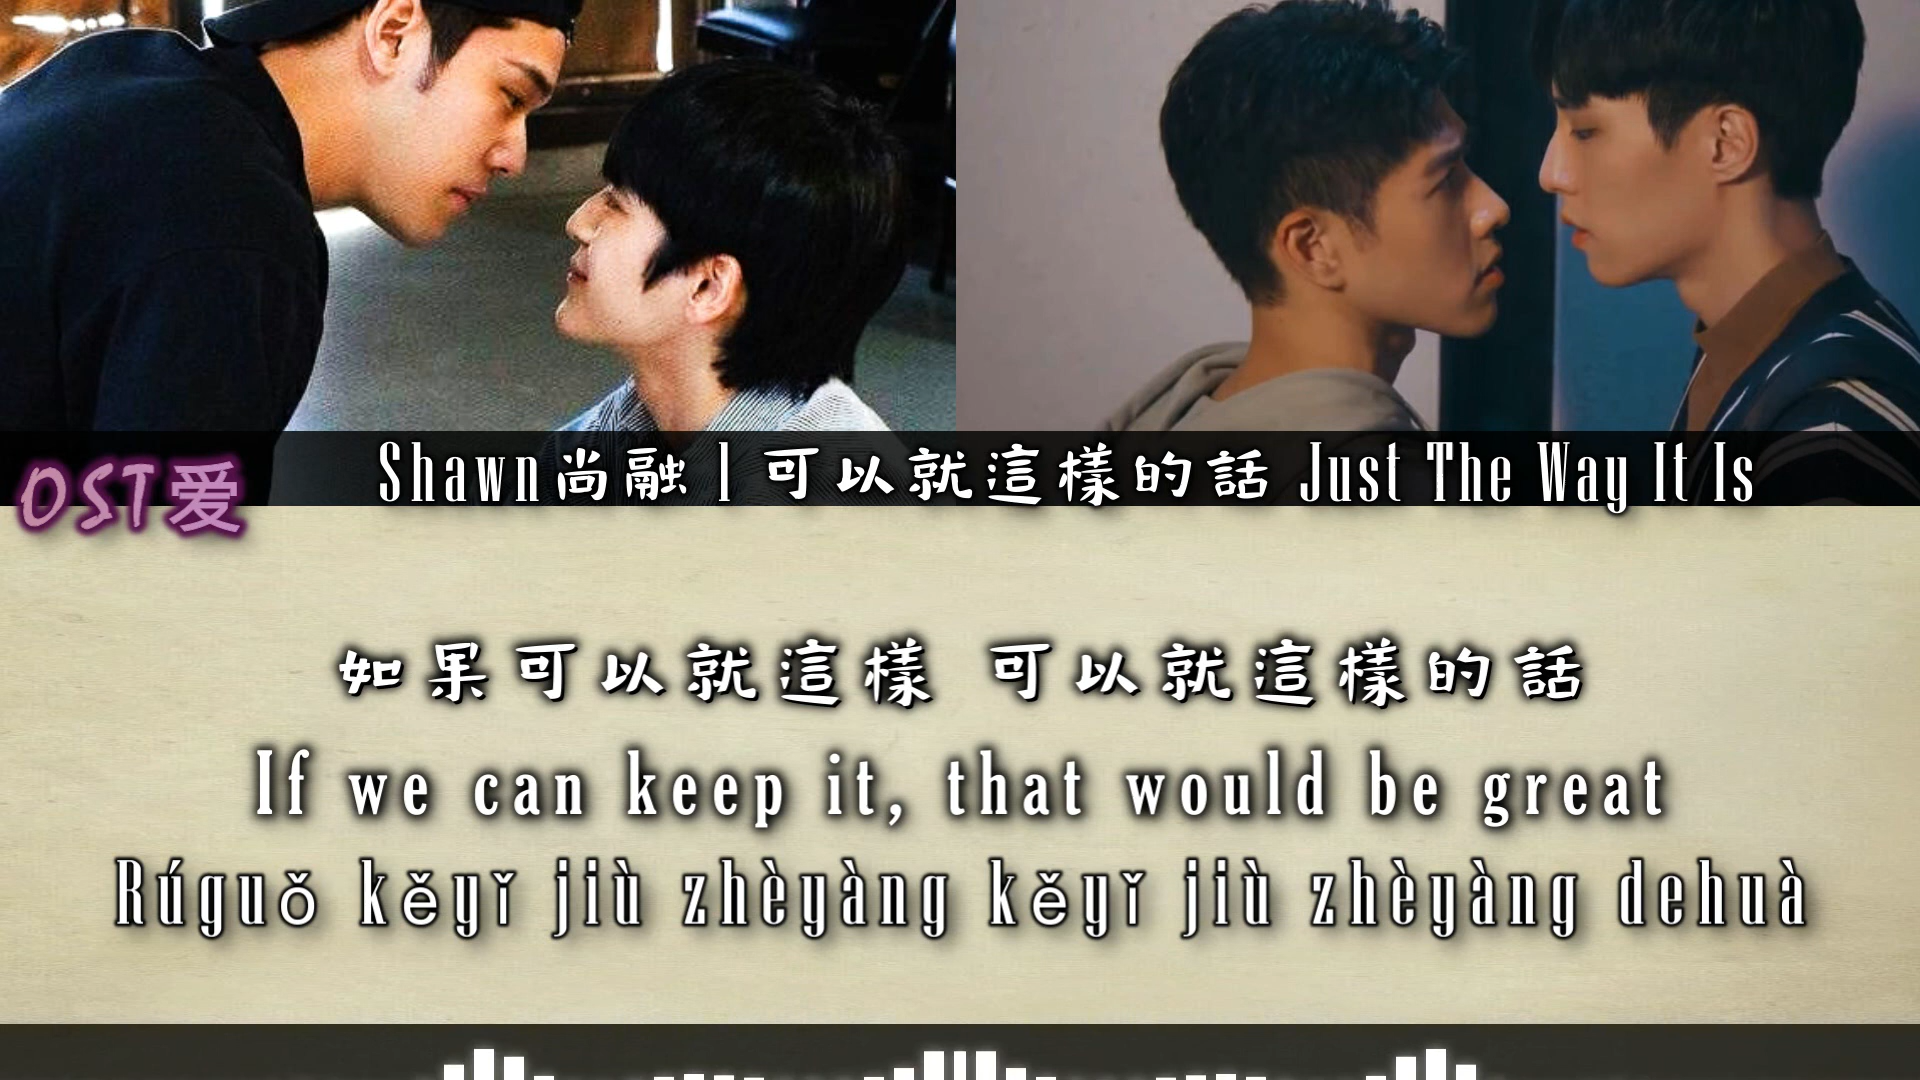 OST爱
Shawn尚融 | 可以就這樣的話 Just The Way It Is
如果可以就這樣 可以就這樣的話
If we can keep it, that would be great
Rúguǒ kěyǐ jiù zhèyàng kěyǐ jiù zhèyàng dehuà